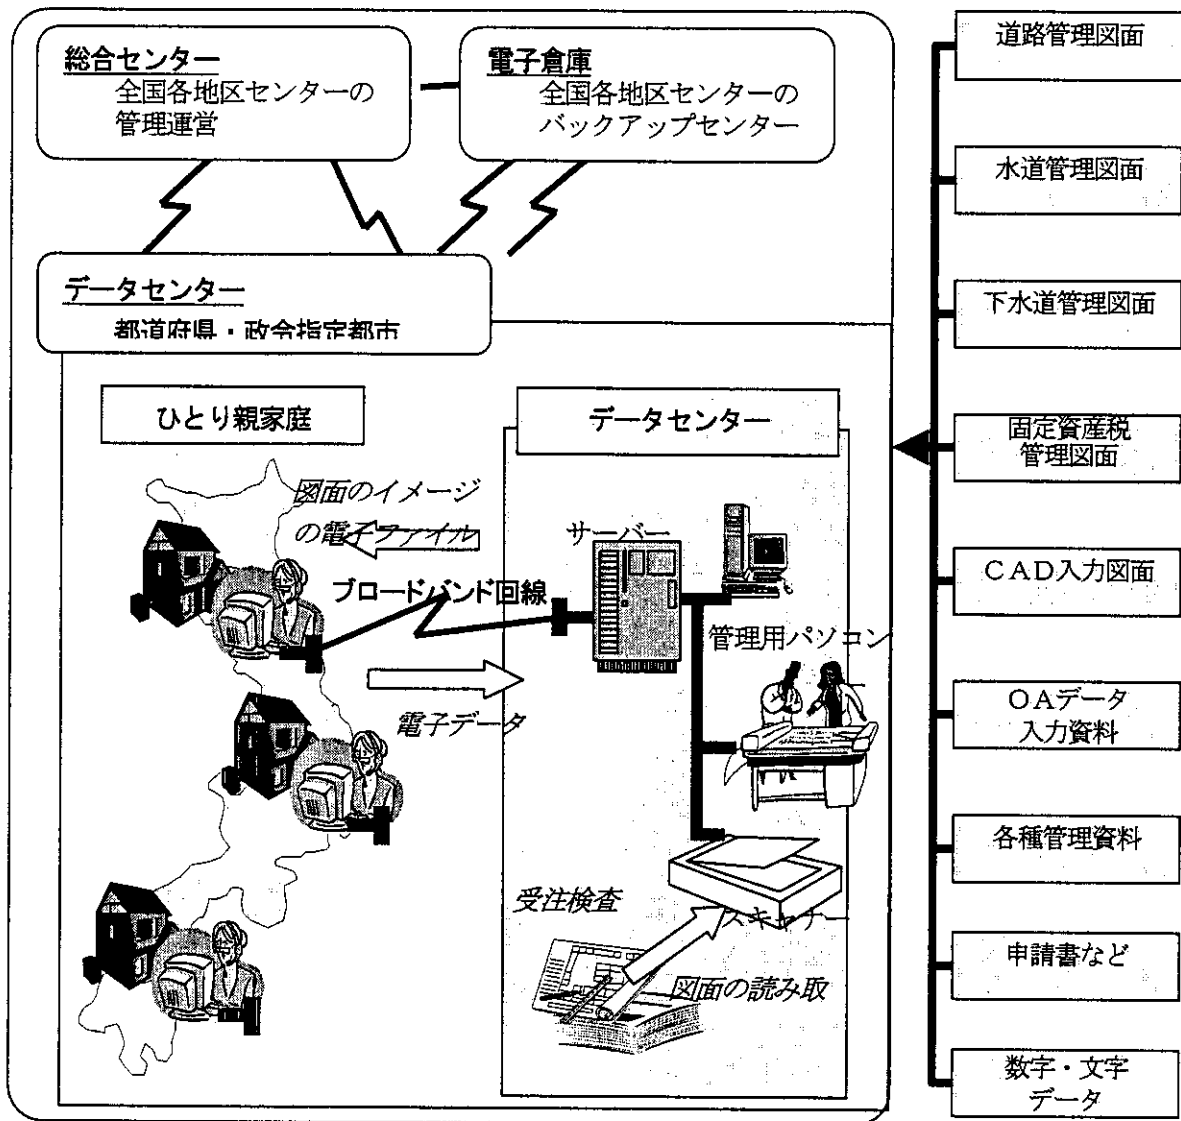 総合センター
全国各地区センターの
管理運営
電子倉庫
全国各地区センターの
バックアップセンター
データセンター
都道府県・政令指定都市
ひとり親家庭
データセンター
図面のイメージ
の電子ファイル
ブロードバンド回線
電子データ
サーバー
管理用パソコン
受注検査
スキャナー
図面の読み取
道路管理図面
水道管理図面
下水道管理図面
固定資産税
管理図面
CAD入力図面
OAデータ
入力資料
各種管理資料
申請書など
数字・文字
データ